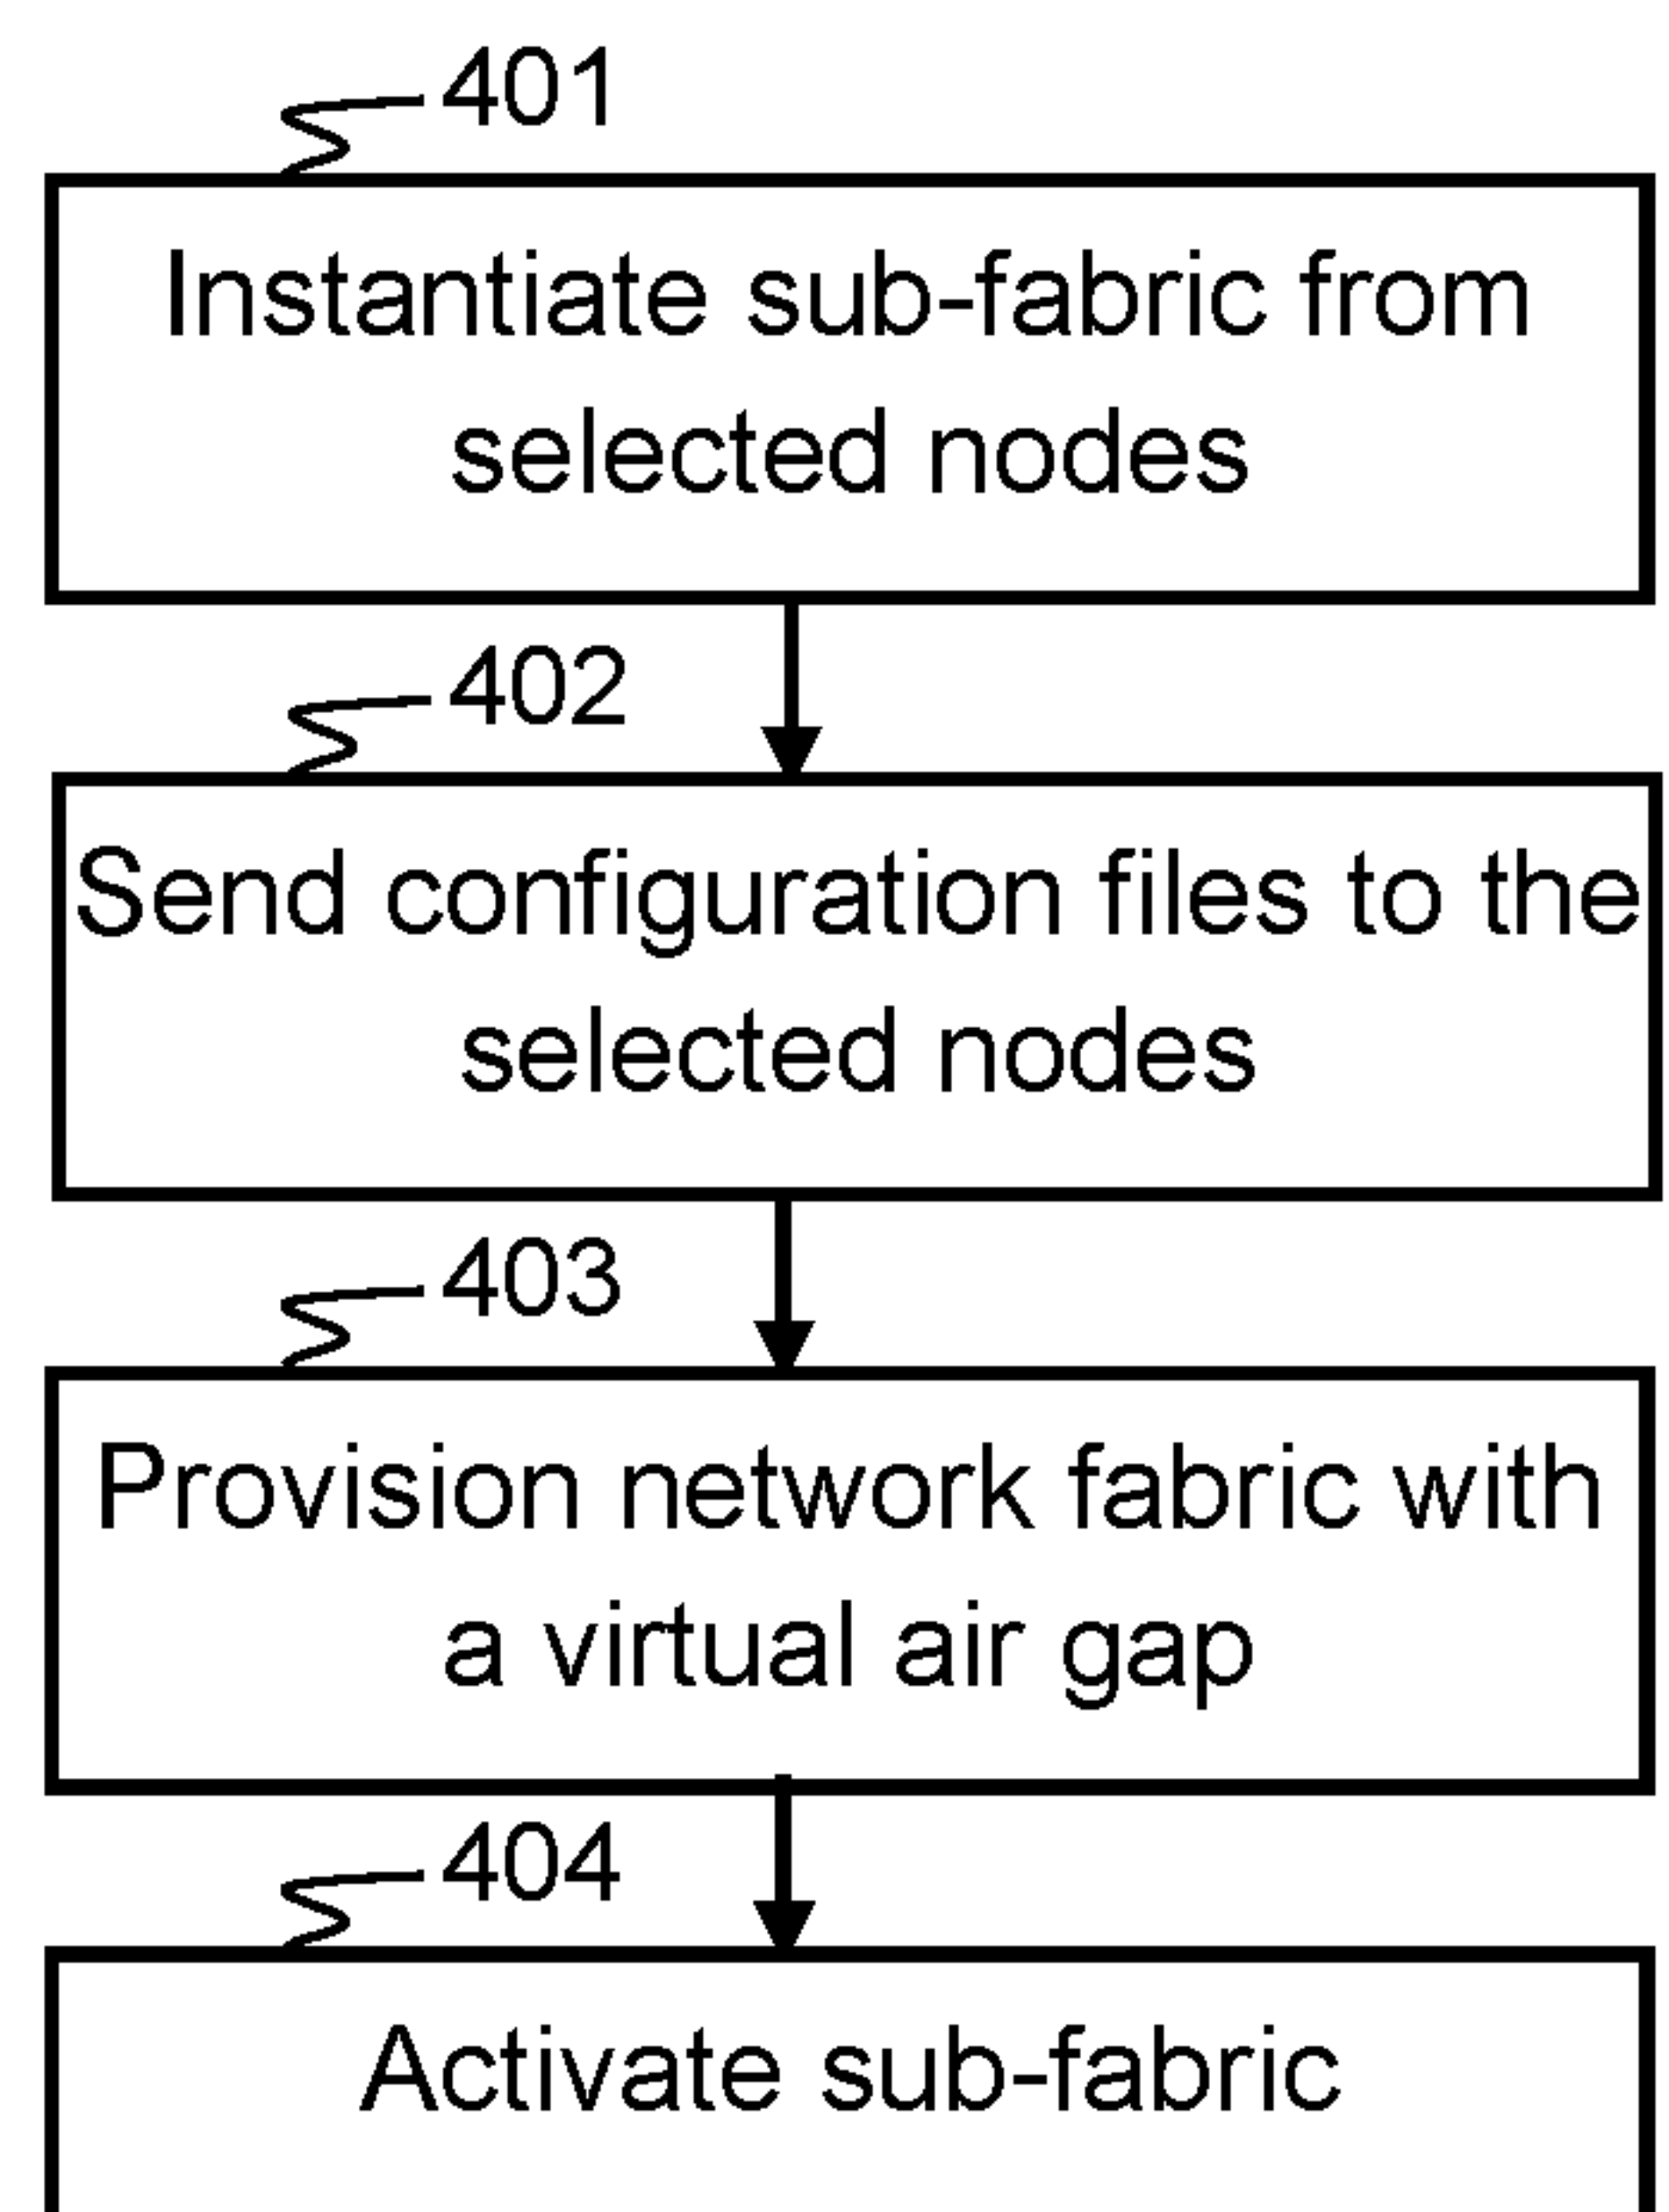 401
Instantiate sub-fabric from
selected nodes
402
Send configuration files to the
selected nodes
403
Provision network fabric with
a virtual air gap
404
Activate sub-fabric